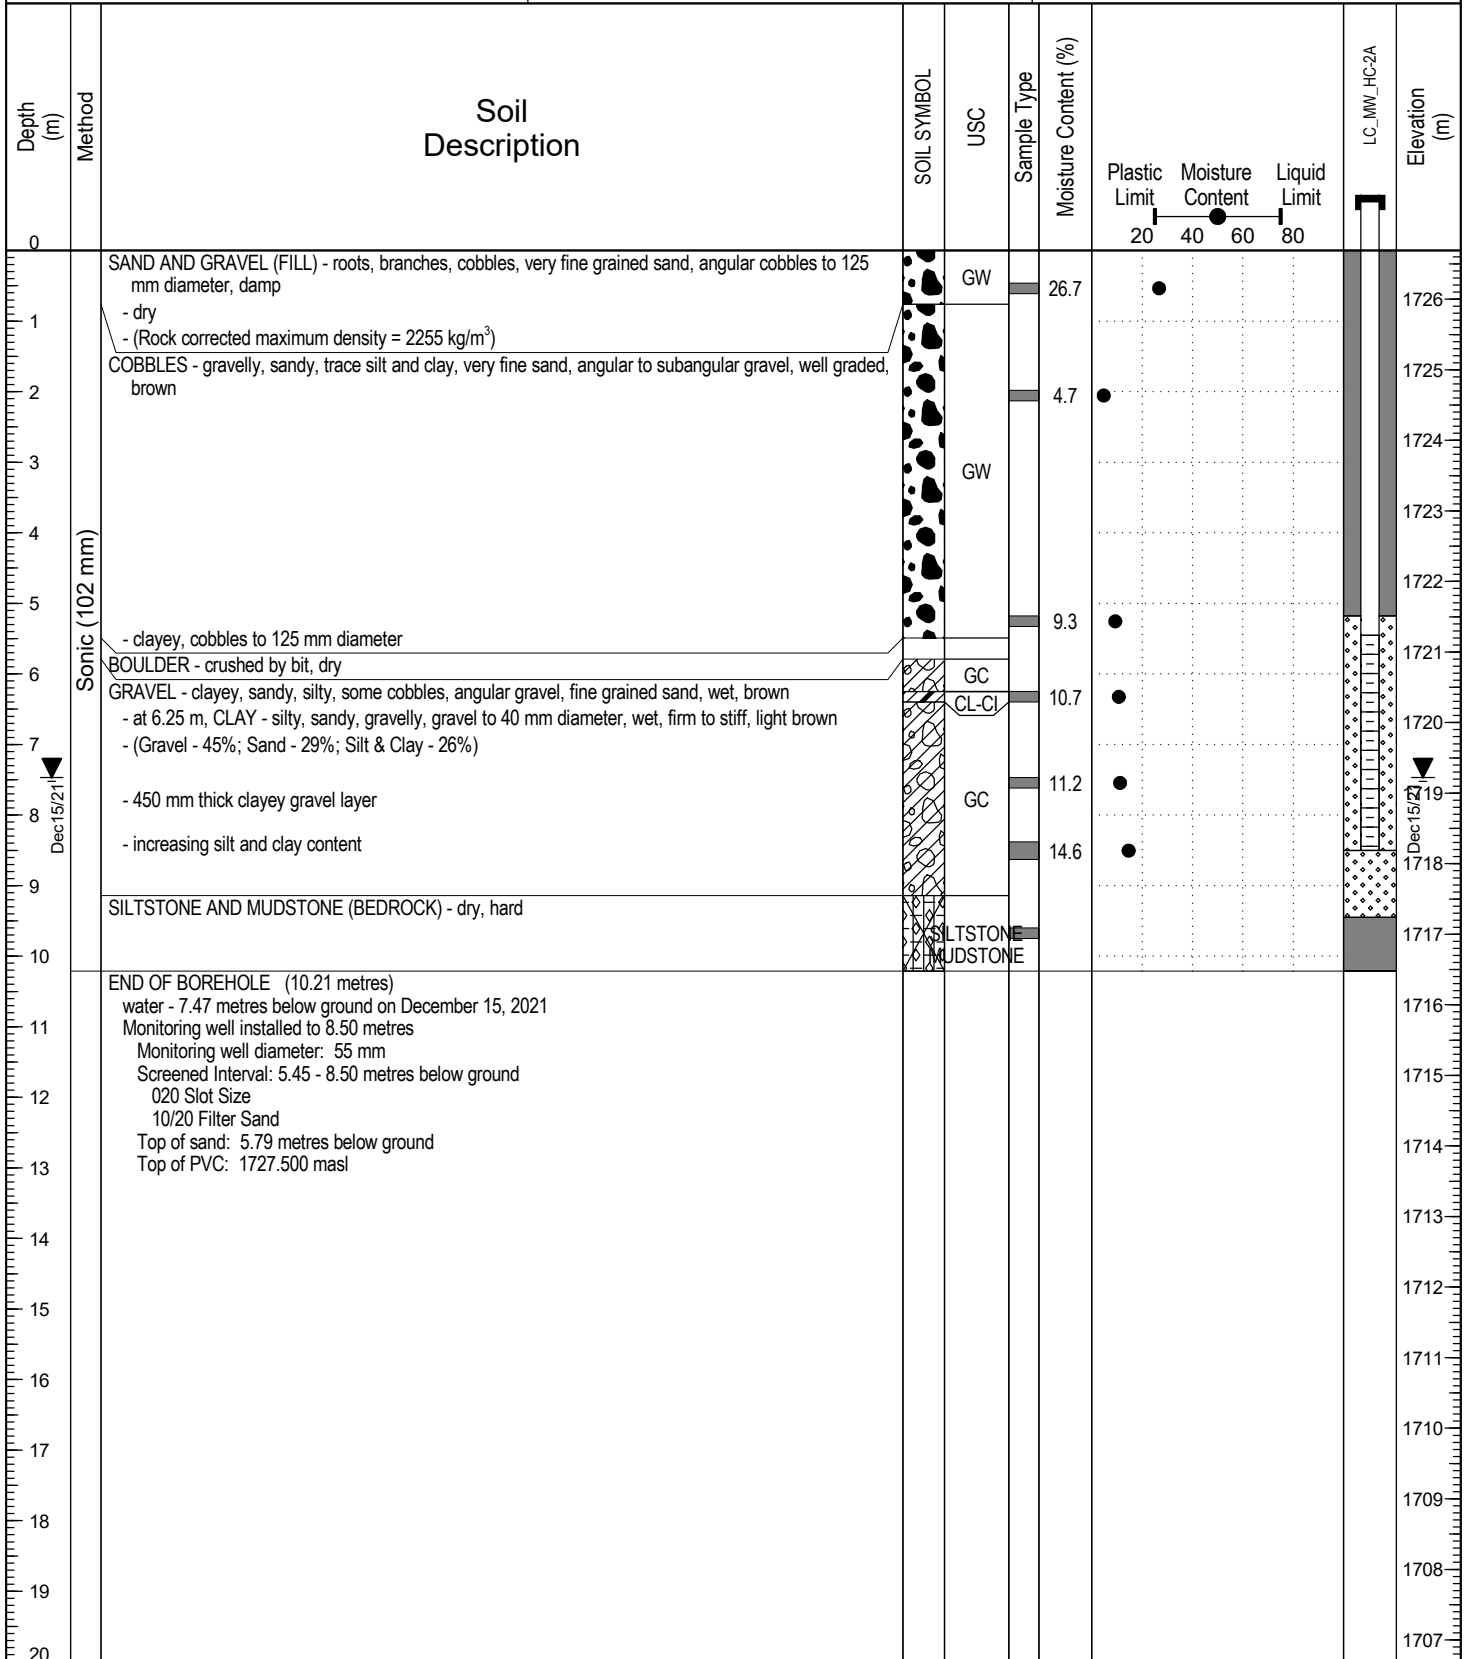 Depth
(m)
Method
Soil
Description
SOIL SYMBOL
USC
Sample Type
Moisture Content (%)
Plastic Limit
Moisture Content
Liquid Limit
20 40 60 80
LC_MW_HC-2A
Elevation
(m)
0
SAND AND GRAVEL (FILL) - roots, branches, cobbles, very fine grained sand, angular cobbles to 125
mm diameter, damp
- dry
- (Rock corrected maximum density = 2255 kg/m³)
COBBLES - gravelly, sandy, trace silt and clay, very fine sand, angular to subangular gravel, well graded,
brown
- clayey, cobbles to 125 mm diameter
BOULDER - crushed by bit, dry
GRAVEL - clayey, sandy, silty, some cobbles, angular gravel, fine grained sand, wet, brown
- at 6.25 m, CLAY - silty, sandy, gravelly, gravel to 40 mm diameter, wet, firm to stiff, light brown
- (Gravel - 45%; Sand - 29%; Silt & Clay - 26%)
- 450 mm thick clayey gravel layer
- increasing silt and clay content
SILTSTONE AND MUDSTONE (BEDROCK) - dry, hard
END OF BOREHOLE (10.21 metres)
water - 7.47 metres below ground on December 15, 2021
Monitoring well installed to 8.50 metres
Monitoring well diameter: 55 mm
Screened Interval: 5.45 - 8.50 metres below ground
020 Slot Size
10/20 Filter Sand
Top of sand: 5.79 metres below ground
Top of PVC: 1727.500 masl
Sonic (102 mm)
1
2
3
4
5
6
7
8
9
10
11
12
13
14
15
16
17
18
19
20
Dec15/21
GW
GW
GC
CL-CI
GC
SILTSTONE
MUDSTONE
26.7
4.7
9.3
10.7
11.2
14.6
1726
1725
1724
1723
1722
1721
1720
1719
1718
1717
1716
1715
1714
1713
1712
1711
1710
1709
1708
1707
Dec15/21